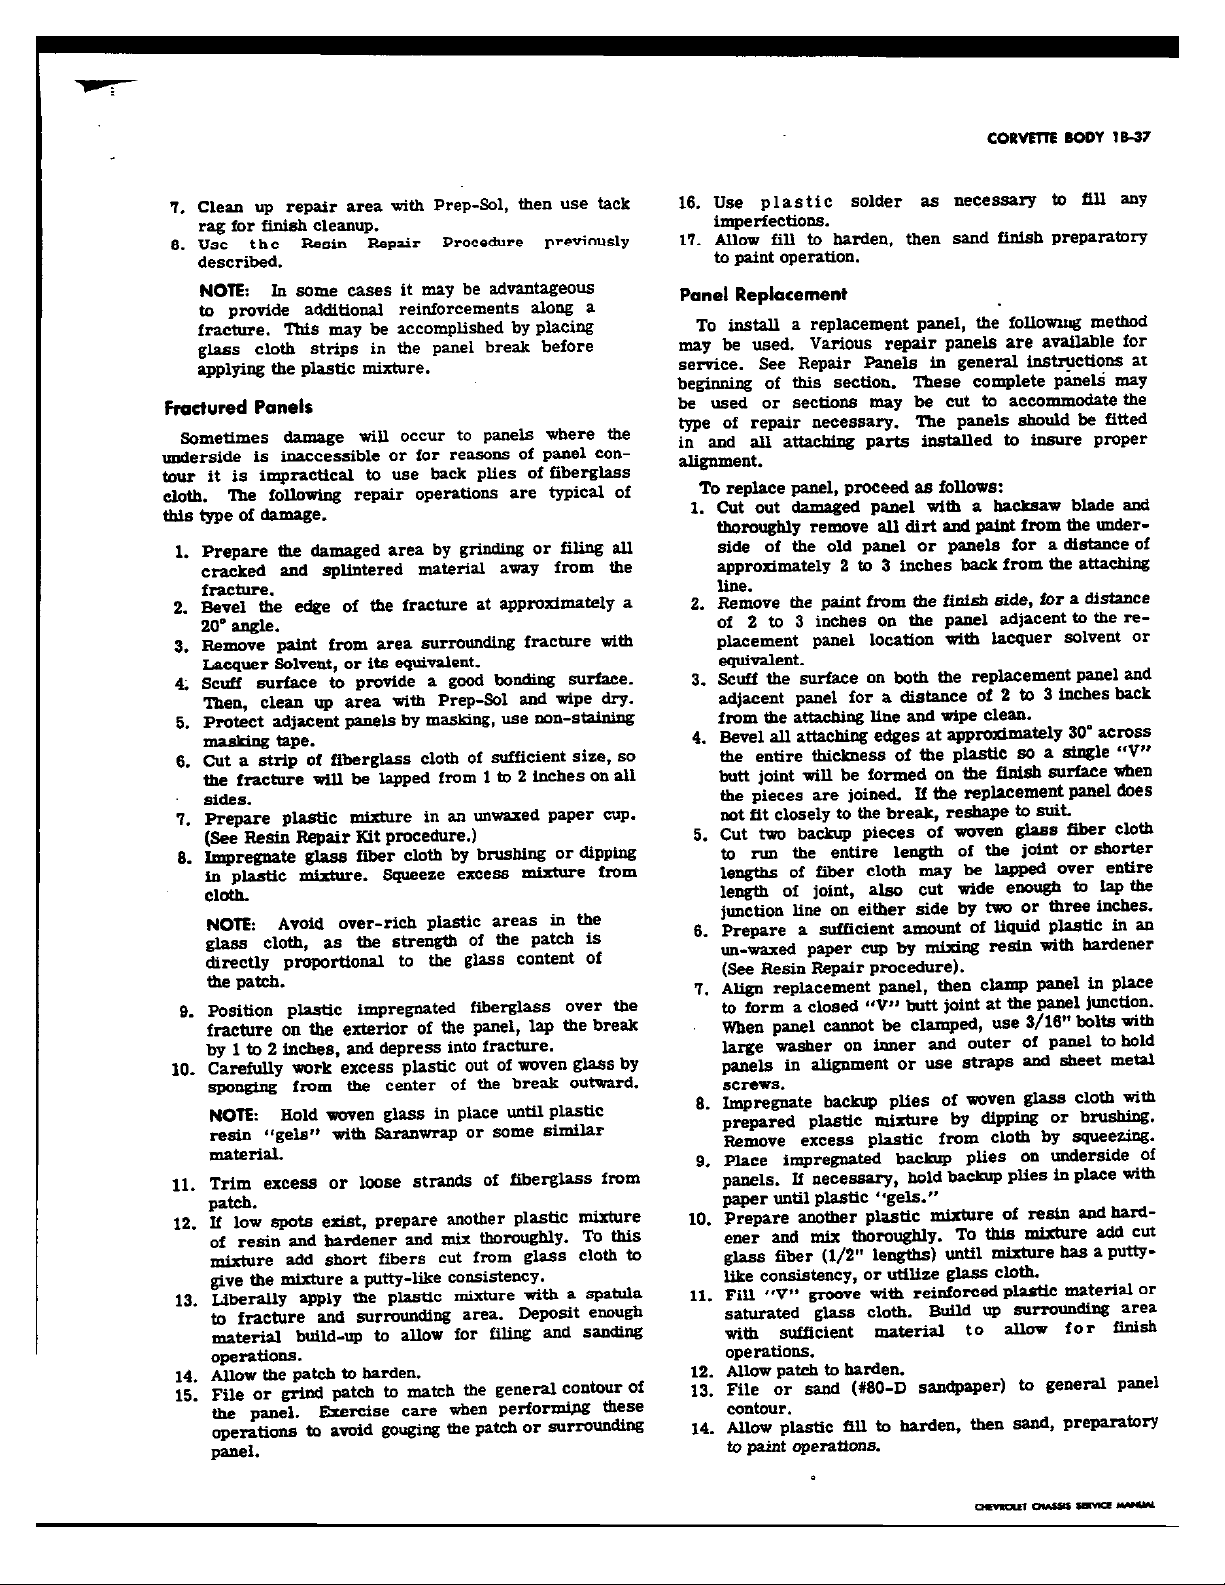 CORVETTE BODY 1B-37
7. Clean up repair area with Prep-Sol, then use tack
rag for finish cleanup.
8. Use the Resin Repair Procedure previously
described.
NOTE: In some cases it may be advantageous
to provide additional reinforcements along a
fracture. This may be accomplished by placing
glass cloth strips in the panel break before
applying the plastic mixture.
Fractured Panels
Sometimes damage will occur to panels where the
underside is inaccessible or for reasons of panel con-
tour it is impractical to use back plies of fiberglass
cloth. The following repair operations are typical of
this type of damage.
1. Prepare the damaged area by grinding or filing all
cracked and splintered material away from the
fracture.
2. Bevel the edge of the fracture at approximately a
20° angle.
3. Remove paint from area surrounding fracture with
Lacquer Solvent, or its equivalent.
4. Scuff surface to provide a good bonding surface.
Then, clean up area with Prep-Sol and wipe dry.
5. Protect adjacent panels by masking, use non-staining
masking tape.
6. Cut a strip of fiberglass cloth of sufficient size, so
the fracture will be lapped from 1 to 2 inches on all
sides.
7. Prepare plastic mixture in an unwaxed paper cup.
(See Resin Repair Kit procedure.)
8. Impregnate glass fiber cloth by brushing or dipping
in plastic mixture. Squeeze excess mixture from
cloth.
NOTE: Avoid over-rich plastic areas in the
glass cloth, as the strength of the patch is
directly proportional to the glass content of
the patch.
9. Position plastic impregnated fiberglass over the
fracture on the exterior of the panel, lap the break
by 1 to 2 inches, and depress into fracture.
10. Carefully work excess plastic out of woven glass by
sponging from the center of the break outward.
NOTE: Hold woven glass in place until plastic
resin "gels" with Saranwrap or some similar
material.
11. Trim excess or loose strands of fiberglass from
patch.
12. If low spots exist, prepare another plastic mixture
of resin and hardener and mix thoroughly. To this
mixture add short fibers cut from glass cloth to
give the mixture a putty-like consistency.
13. Liberally apply the plastic mixture with a spatula
to fracture and surrounding area. Deposit enough
material build-up to allow for filing and sanding
operations.
14. Allow the patch to harden.
15. File or grind patch to match the general contour of
the panel. Exercise care when performing these
operations to avoid gouging the patch or surrounding
panel.
16. Use plastic solder as necessary to fill any
imperfections.
17. Allow fill to harden, then sand finish preparatory
to paint operation.
Panel Replacement
To install a replacement panel, the following method
may be used. Various repair panels are available for
service. See Repair Panels in general instructions at
beginning of this section. These complete panels may
be used or sections may be cut to accommodate the
type of repair necessary. The panels should be fitted
in and all attaching parts installed to insure proper
alignment.
To replace panel, proceed as follows:
1. Cut out damaged panel with a hacksaw blade and
thoroughly remove all dirt and paint from the under-
side of the old panel or panels for a distance of
approximately 2 to 3 inches back from the attaching
line.
2. Remove the paint from the finish side, for a distance
of 2 to 3 inches on the panel adjacent to the re-
placement panel location with lacquer solvent or
equivalent.
3. Scuff the surface on both the replacement panel and
adjacent panel for a distance of 2 to 3 inches back
from the attaching line and wipe clean.
4. Bevel all attaching edges at approximately 30° across
the entire thickness of the plastic so a single "V"
butt joint will be formed on the finish surface when
the pieces are joined. If the replacement panel does
not fit closely to the break, reshape to suit.
5. Cut two backup pieces of woven glass fiber cloth
to run the entire length of the joint or shorter
lengths of fiber cloth may be lapped over entire
length of joint, also cut wide enough to lap the
junction line on either side by two or three inches.
6. Prepare a sufficient amount of liquid plastic in an
un-waxed paper cup by mixing resin with hardener
(See Resin Repair procedure).
7. Align replacement panel, then clamp panel in place
to form a closed "V" butt joint at the panel junction.
When panel cannot be clamped, use 3/16" bolts with
large washer on inner and outer of panel to hold
panels in alignment or use straps and sheet metal
screws.
8. Impregnate backup plies of woven glass cloth with
prepared plastic mixture by dipping or brushing.
Remove excess plastic from cloth by squeezing.
9. Place impregnated backup plies on underside of
panels. If necessary, hold backup plies in place with
paper until plastic "gels."
10. Prepare another plastic mixture of resin and hard-
ener and mix thoroughly. To this mixture add cut
glass fiber (1/2" lengths) until mixture has a putty-
like consistency, or utilize glass cloth.
11. Fill "V" groove with reinforced plastic material or
saturated glass cloth. Build up surrounding area
with sufficient material to allow for finish
operations.
12. Allow patch to harden.
13. File or sand (#80-D sandpaper) to general panel
contour.
14. Allow plastic fill to harden, then sand, preparatory
to paint operations.
CHEVROLET CHASSIS SERVICE MANUAL